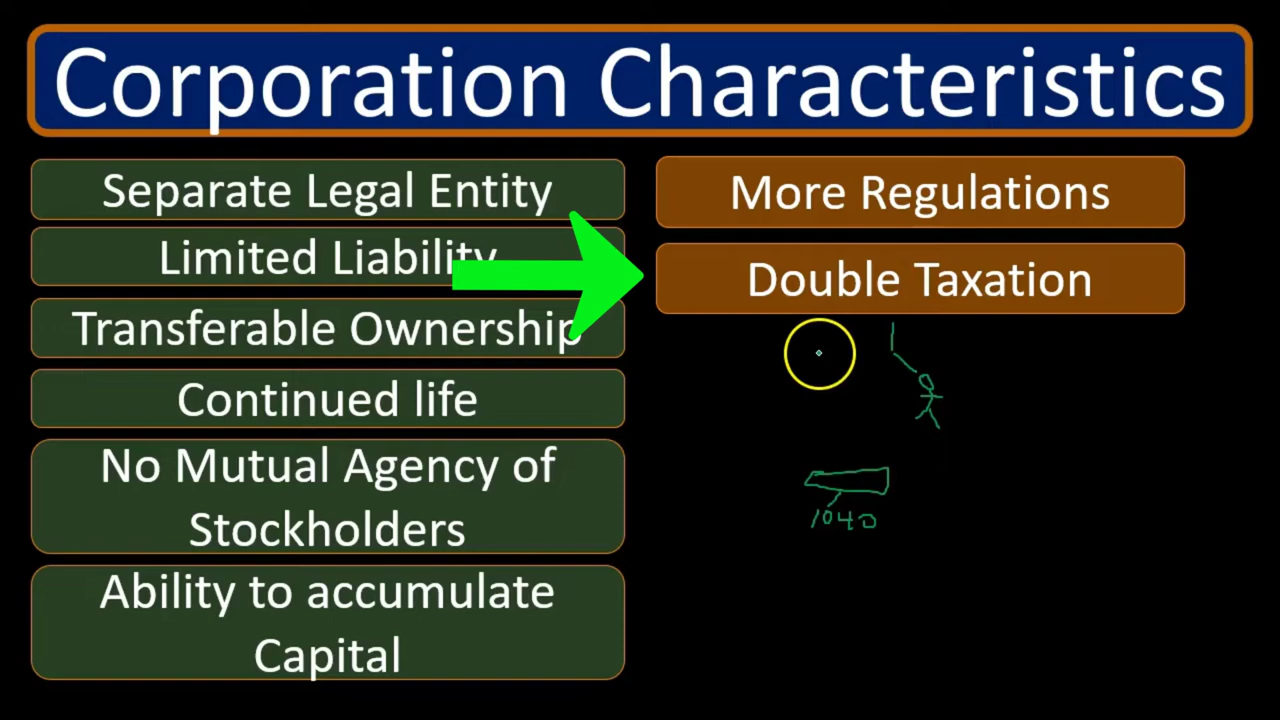 Corporation Characteristics
Separate Legal Entity
Limited Liability
Transferable Ownership
Continued life
No Mutual Agency of
Stockholders
Ability to accumulate
Capital
More Regulations
Double Taxation
1040